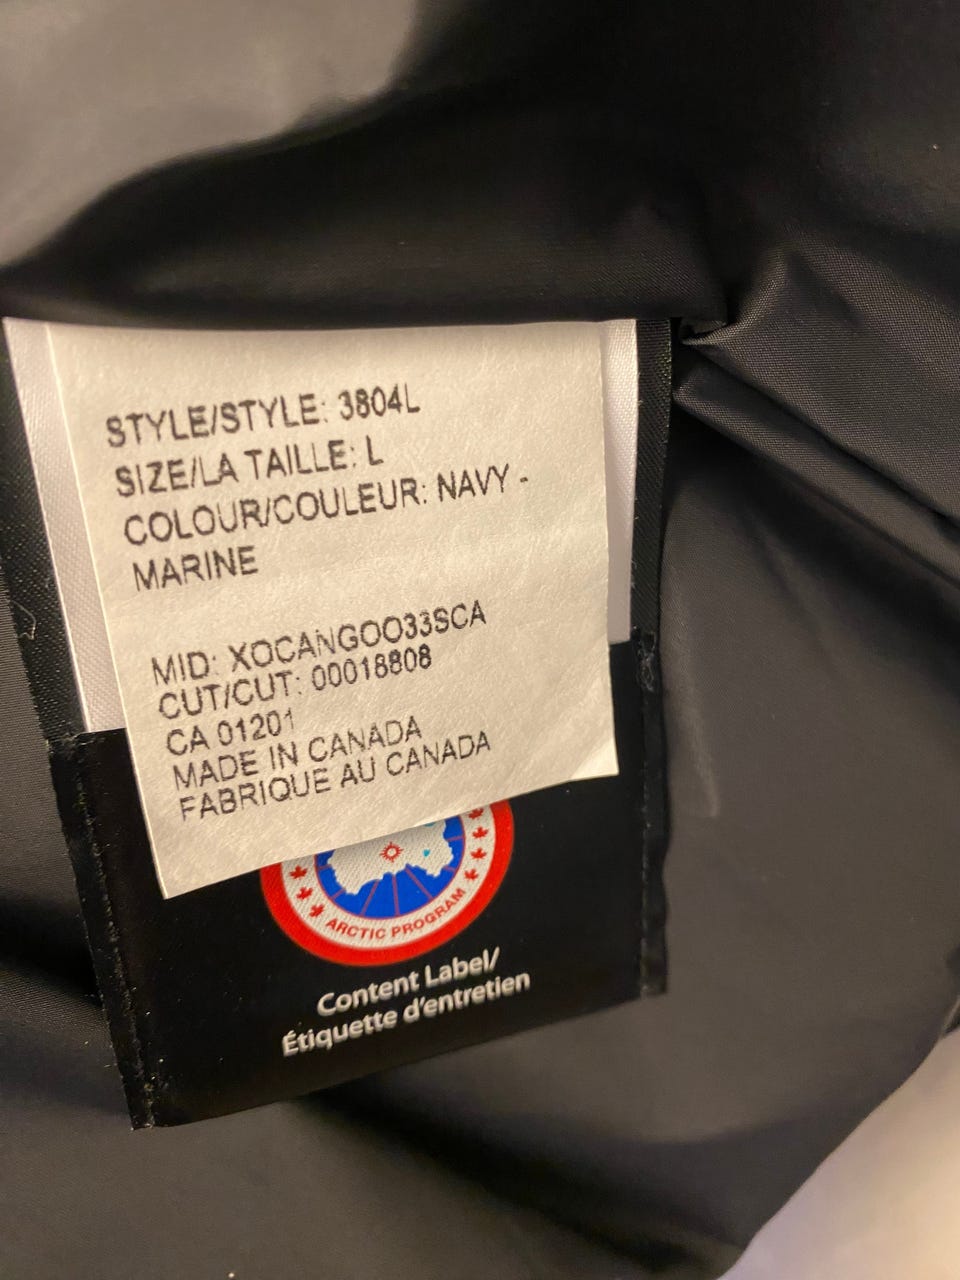 STYLE/STYLE: 3804L
SIZE/LA TAILLE: L
COLOUR/COULEUR: NAVY -
MARINE
MID: XOCANGOO33SCA
CUT/CUT: 00018808
CA 01201
MADE IN CANADA
FABRIQUE AU CANADA
ARCTIC PROGRAM
Content Label/
Étiquette d'entretien